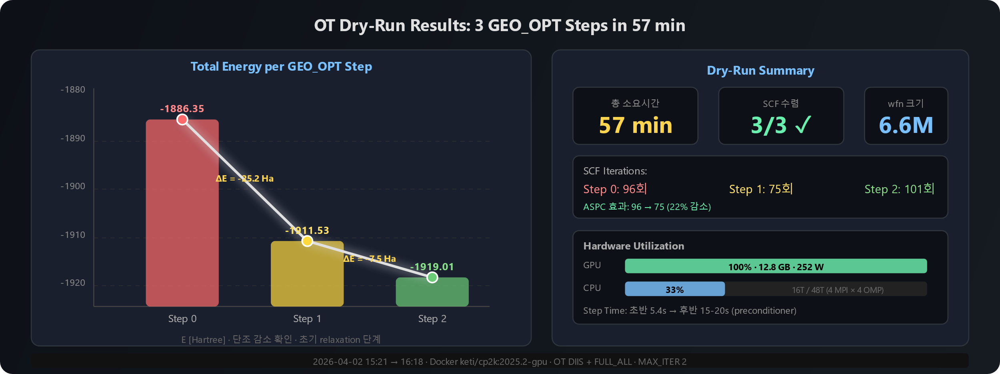 OT Dry-Run Results: 3 GEO_OPT Steps in 57 min
Total Energy per GEO_OPT Step
-1880
-1890
-1900
-1910
-1920
-1886.35
ΔE = -25.2 Ha
-1911.53
ΔE = -7.5 Ha
-1919.01
Step 0
Step 1
Step 2
E [Hartree] · 단조 감소 확인 · 초기 relaxation 단계
Dry-Run Summary
총 소요시간
57 min
SCF 수렴
3/3 ✓
wfn 크기
6.6M
SCF Iterations:
Step 0: 96회
Step 1: 75회
Step 2: 101회
ASPC 효과: 96 → 75 (22% 감소)
Hardware Utilization
GPU
100% · 12.8 GB · 252 W
CPU
33%
16T / 48T (4 MPI × 4 OMP)
Step Time: 초반 5.4s → 후반 15-20s (preconditioner)
2026-04-02 15:21 → 16:18 · Docker keti/cp2k:2025.2-gpu · OT DIIS + FULL_ALL · MAX_ITER 2